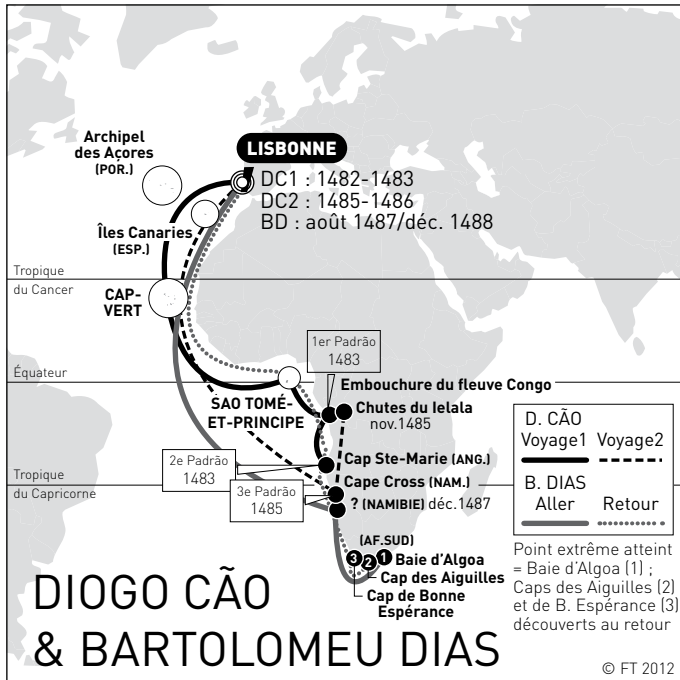 Archipel
des Açores
(POR.)
LISBONNE
DC1 : 1482-1483
DC2 : 1485-1486
BD : août 1487/déc. 1488
Îles Canaries
(ESP.)
Tropique
du Cancer
CAP-
VERT
1er Padrão
1483
Équateur
Embouchure du fleuve Congo
SAO TOMÉ-
ET-PRINCIPE
Chutes du Ielala
nov.1485
D. CÃO
Voyage1 Voyage2
B. DIAS
Aller Retour
2e Padrão
1483
Cap Ste-Marie (ANG.)
Tropique
du Capricorne
3e Padrão
1485
Cape Cross (NAM.)
? (NAMIBIE) déc.1487
(AF.SUD)
3 2 1 Baie d'Algoa
Cap des Aiguilles
Cap de Bonne
Espérance
Point extrême atteint
= Baie d'Algoa (1) ;
Caps des Aiguilles (2)
et de B. Espérance (3)
découverts au retour
DIOGO CÃO
& BARTOLOMEU DIAS
© FT 2012